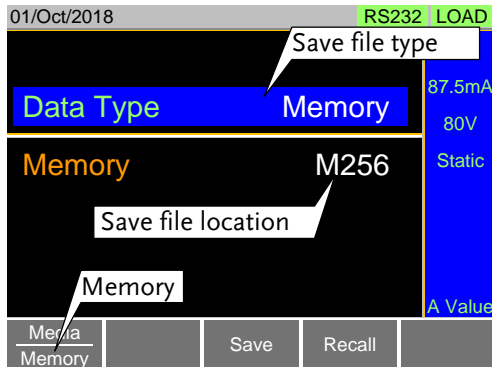 01/Oct/2018 RS232 LOAD
Save file type
Data Type Memory
87.5mA
80V
Memory M256
Static
Save file location
Memory
A Value
Media
Memory
Save
Recall